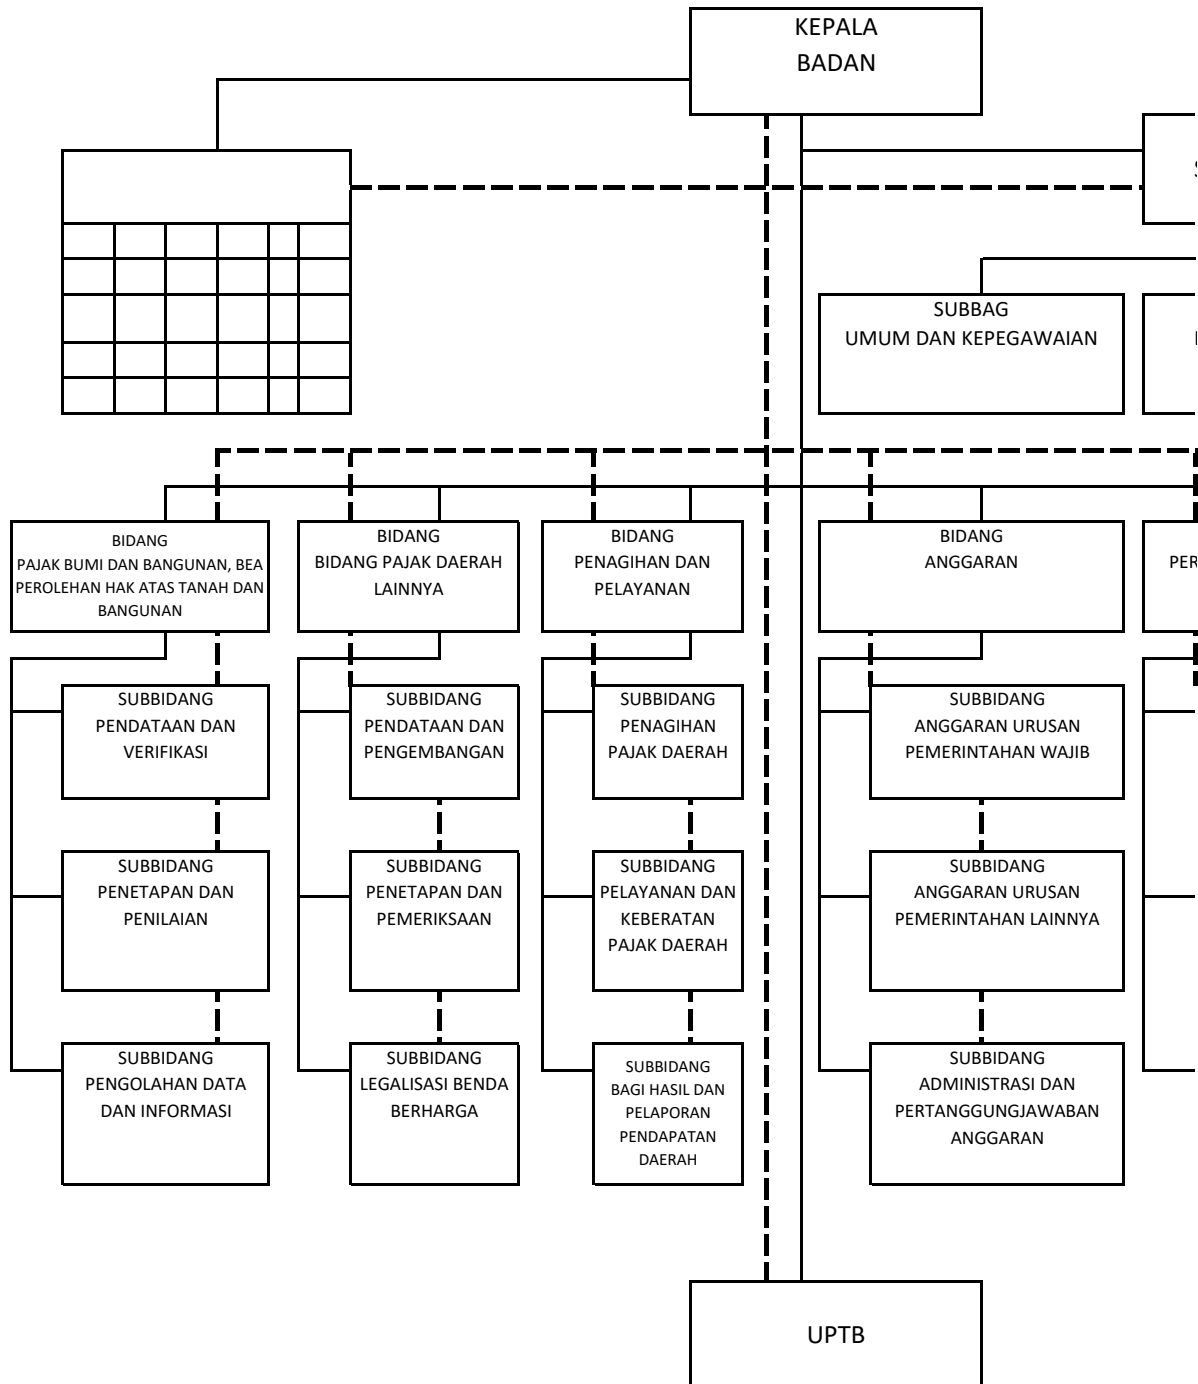 KEPALA
BADAN
S
SUBBAG
UMUM DAN KEPEGAWAIAN
BIDANG
PAJAK BUMI DAN BANGUNAN, BEA
PEROLEHAN HAK ATAS TANAH DAN
BANGUNAN
BIDANG
BIDANG PAJAK DAERAH
LAINNYA
BIDANG
PENAGIHAN DAN
PELAYANAN
BIDANG
ANGGARAN
PER
SUBBIDANG
PENDATAAN DAN
VERIFIKASI
SUBBIDANG
PENDATAAN DAN
PENGEMBANGAN
SUBBIDANG
PENAGIHAN
PAJAK DAERAH
SUBBIDANG
ANGGARAN URUSAN
PEMERINTAHAN WAJIB
SUBBIDANG
PENETAPAN DAN
PENILAIAN
SUBBIDANG
PENETAPAN DAN
PEMERIKSAAN
SUBBIDANG
PELAYANAN DAN
KEBERATAN
PAJAK DAERAH
SUBBIDANG
ANGGARAN URUSAN
PEMERINTAHAN LAINNYA
SUBBIDANG
PENGOLAHAN DATA
DAN INFORMASI
SUBBIDANG
LEGALISASI BENDA
BERHARGA
SUBBIDANG
BAGI HASIL DAN
PELAPORAN
PENDAPATAN
DAERAH
SUBBIDANG
ADMINISTRASI DAN
PERTANGGUNGJAWABAN
ANGGARAN
UPTB